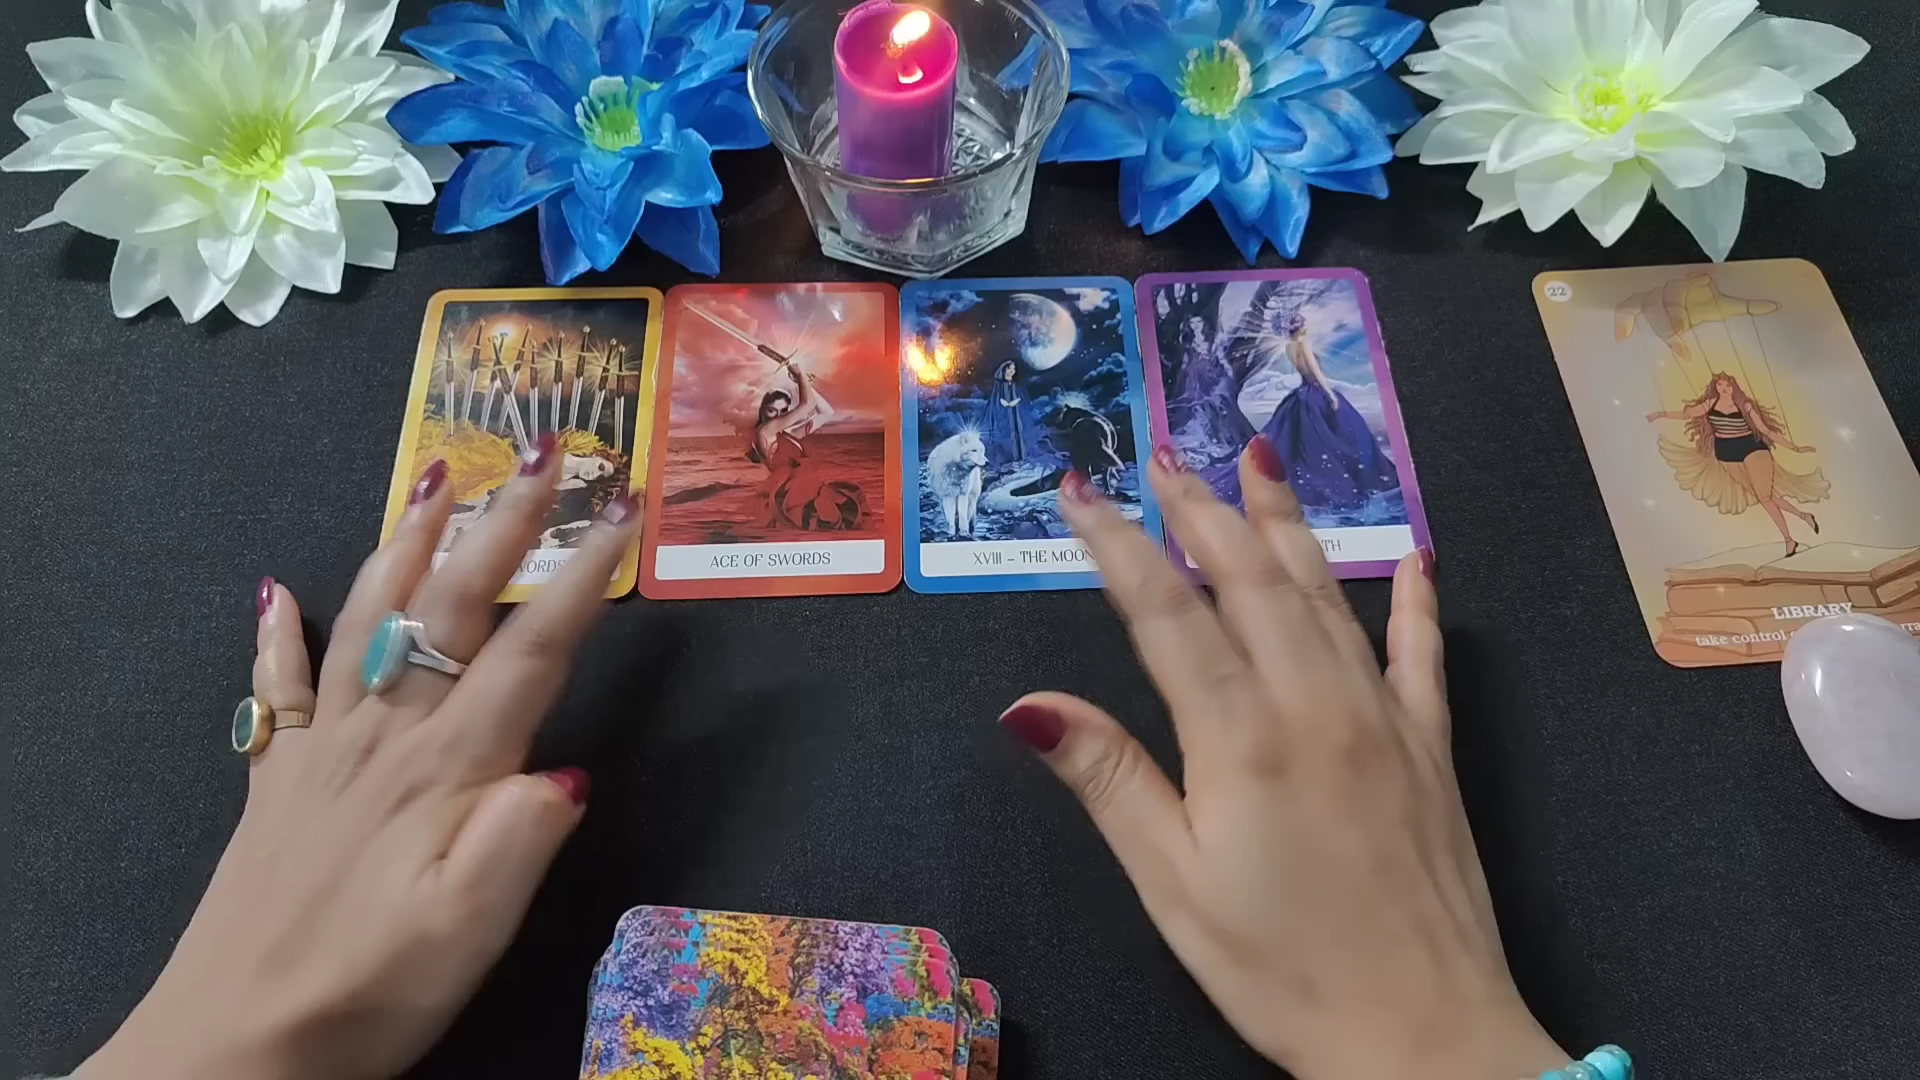 ACE OF SWORDS
XVIII - THE MOON
22
LIBRARY
take control